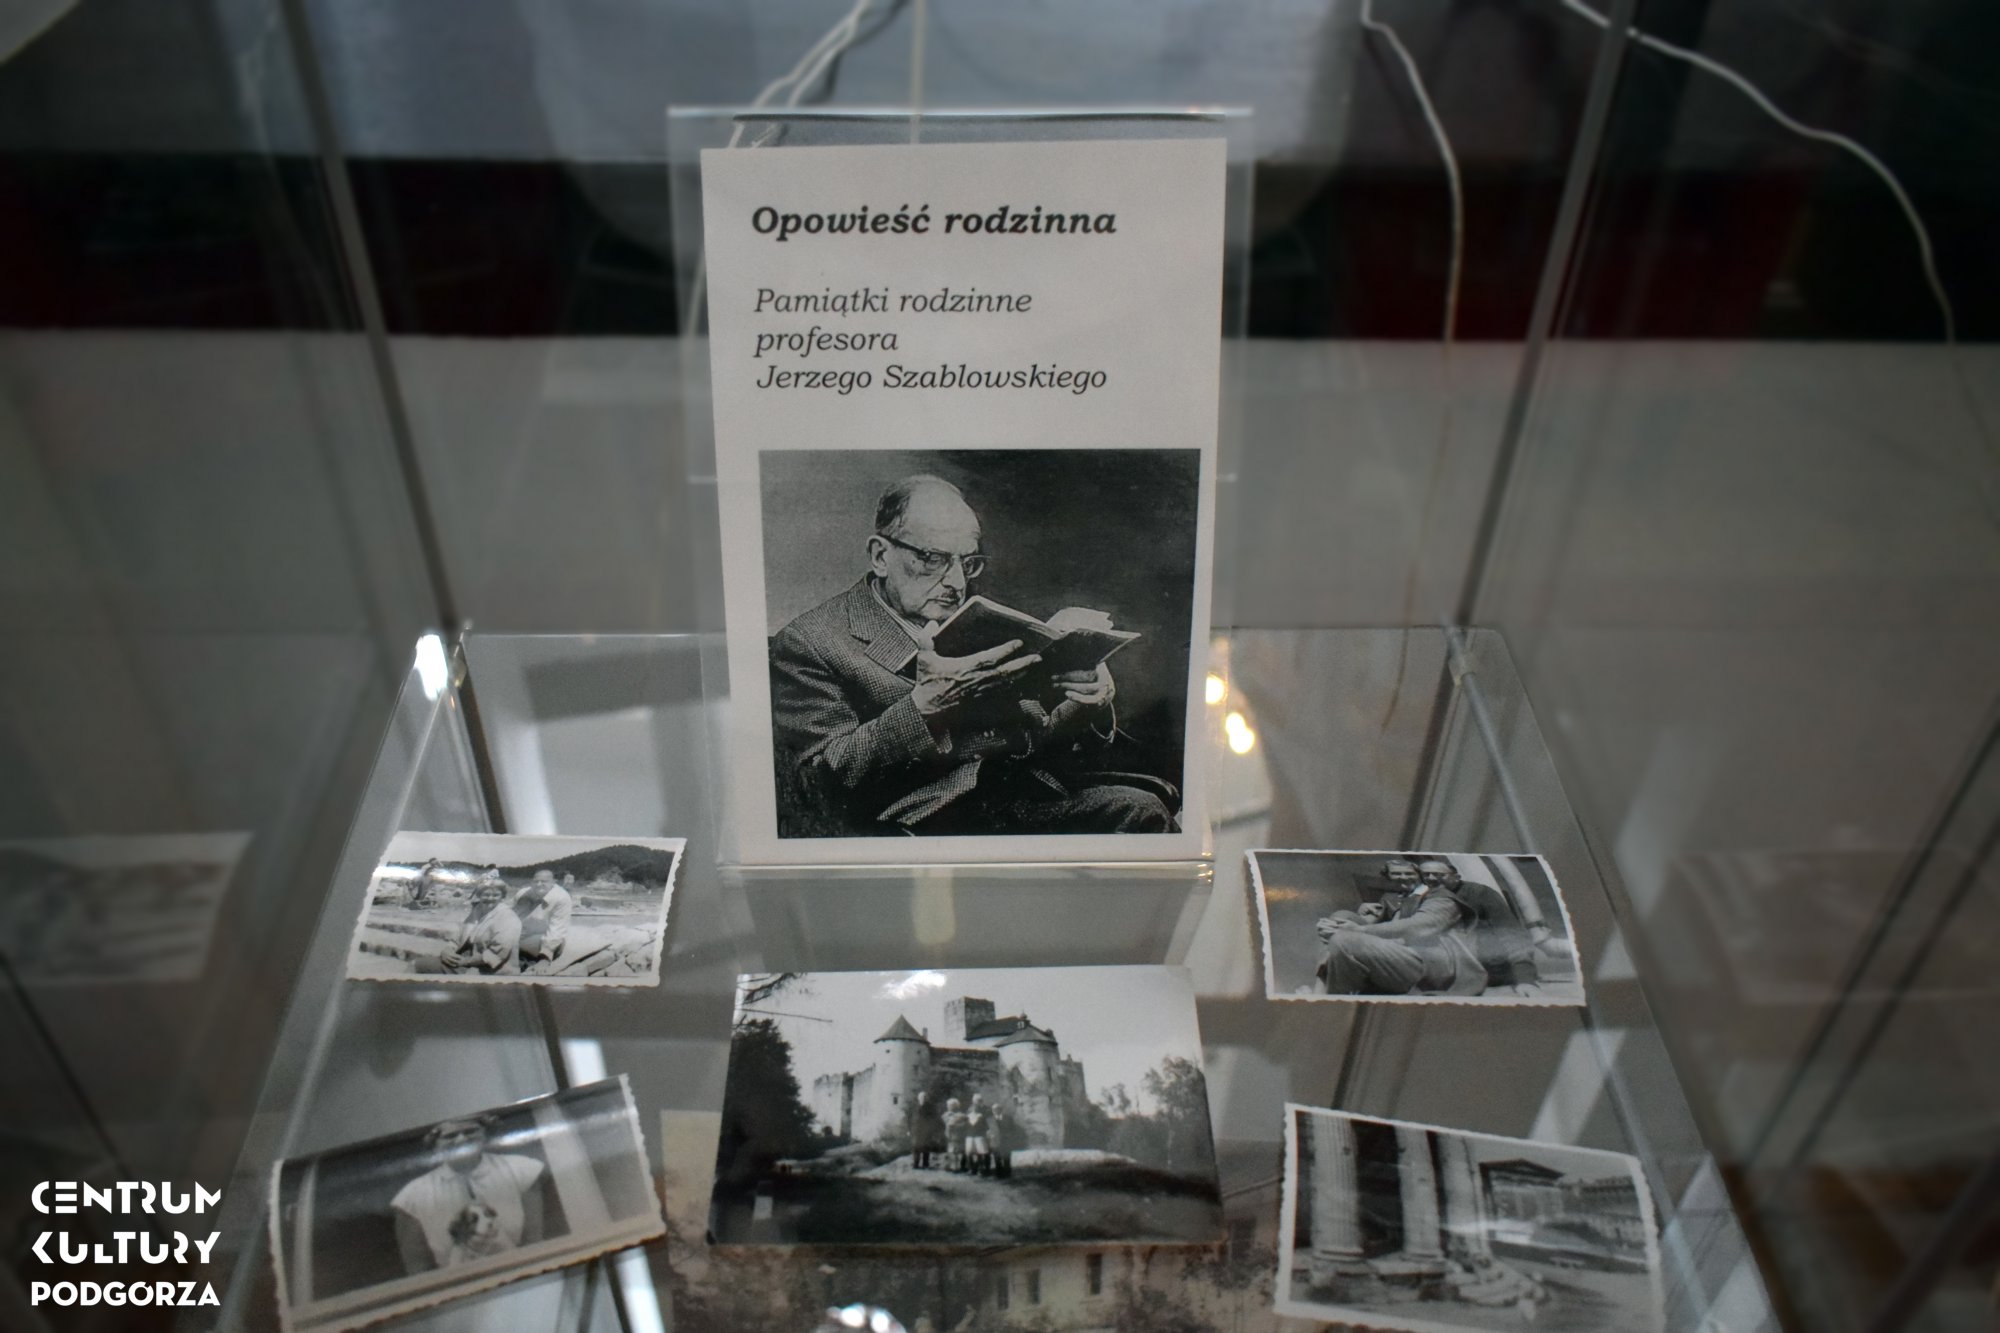 Opowieść rodzinna
Pamiątki rodzinne
profesora
Jerzego Szablowskiego
CENTRUM
KULTURY
PODGÓRZA